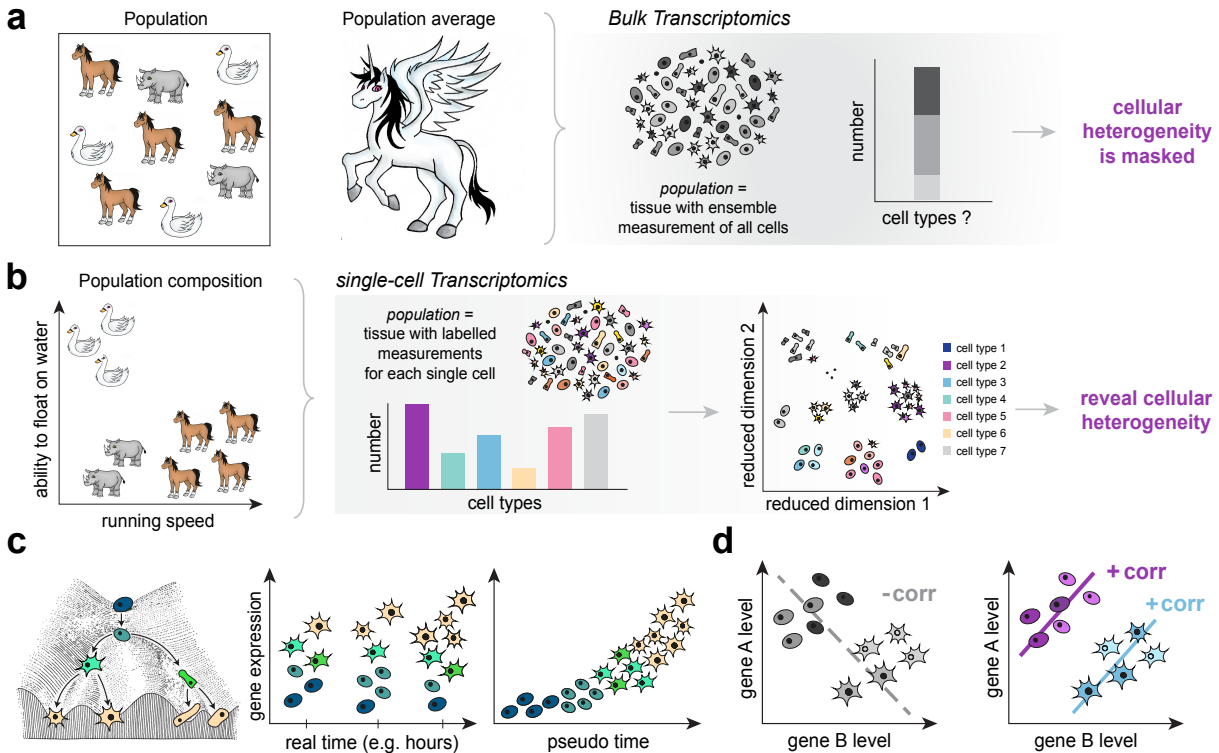 a
Population
Population average
Bulk Transcriptomics
population =
tissue with ensemble
measurement of all cells
number
cell types ?
cellular
heterogeneity
is masked
b
Population composition
ability to float on water
running speed
single-cell Transcriptomics
population =
tissue with labelled
measurements
for each single cell
number
cell types
reduced dimension 2
reduced dimension 1
cell type 1
cell type 2
cell type 3
cell type 4
cell type 5
cell type 6
cell type 7
reveal cellular
heterogeneity
c
gene expression
real time (e.g. hours)
pseudo time
d
gene A level
-corr
gene B level
gene A level
+ corr
+corr
gene B level